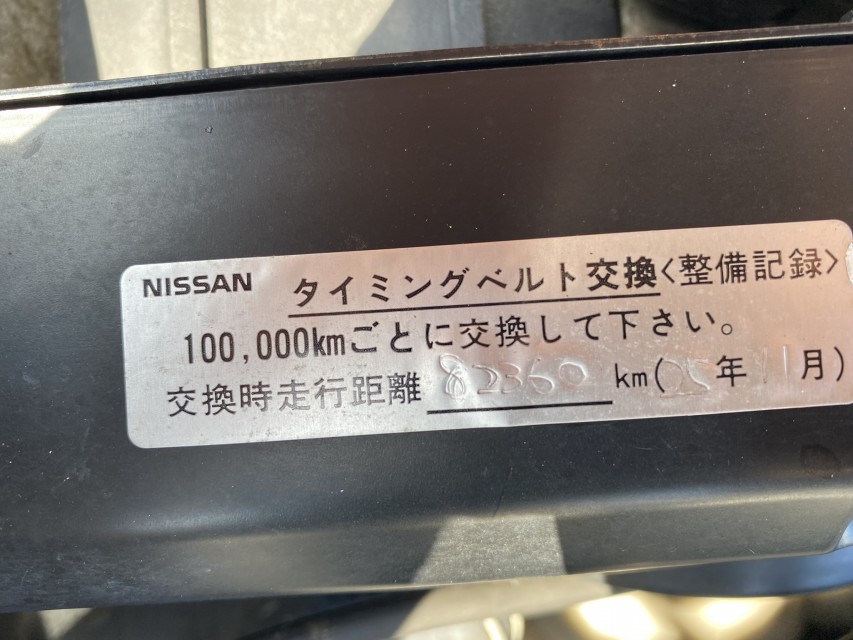 NISSAN タイミングベルト交換<整備記録>
100,000kmごとに交換して下さい。
交換時走行距離 82360 km(05年11月)